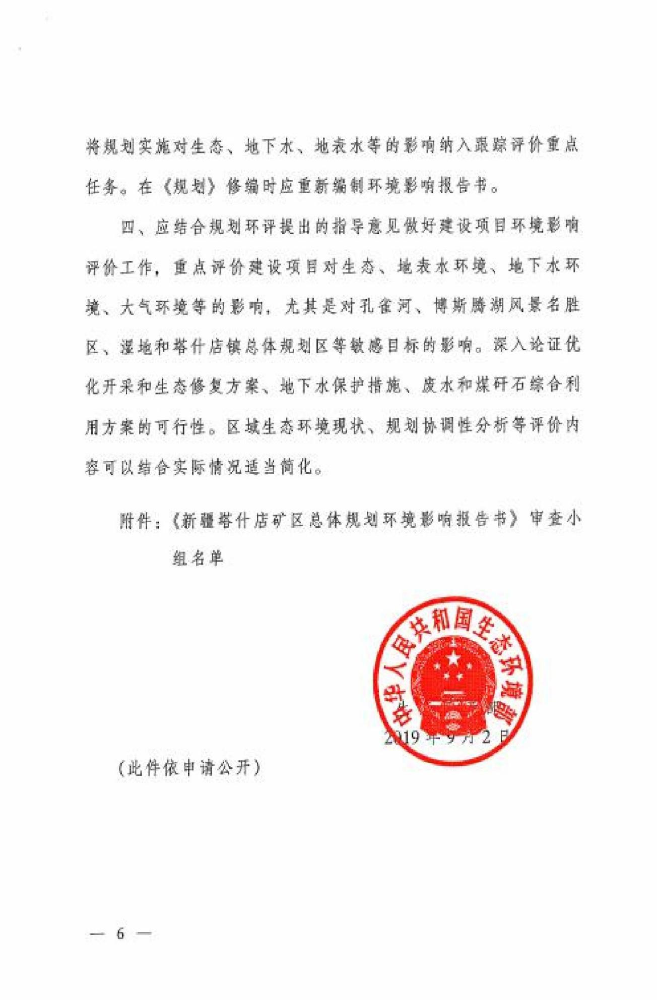 将规划实施对生态、地下水、地表水等的影响纳入跟踪评价重点
任务。在《规划》修编时应重新编制环境影响报告书。
四、应结合规划环评提出的指导意见做好建设项目环境影响
评价工作，重点评价建设项目对生态、地表水环境、地下水环
境、大气环境等的影响，尤其是对孔雀河、博斯腾湖风景名胜
区、湿地和塔什店镇总体规划区等敏感目标的影响。深入论证优
化开采和生态修复方案、地下水保护措施、废水和煤矸石综合利
用方案的可行性。区域生态环境现状、规划协调性分析等评价内
容可以结合实际情况适当简化。
附件：《新疆塔什店矿区总体规划环境影响报告书》审查小
组名单
中华人民共和国生态环境部
2019年9月2日
(此件依申请公开)
— 6 —